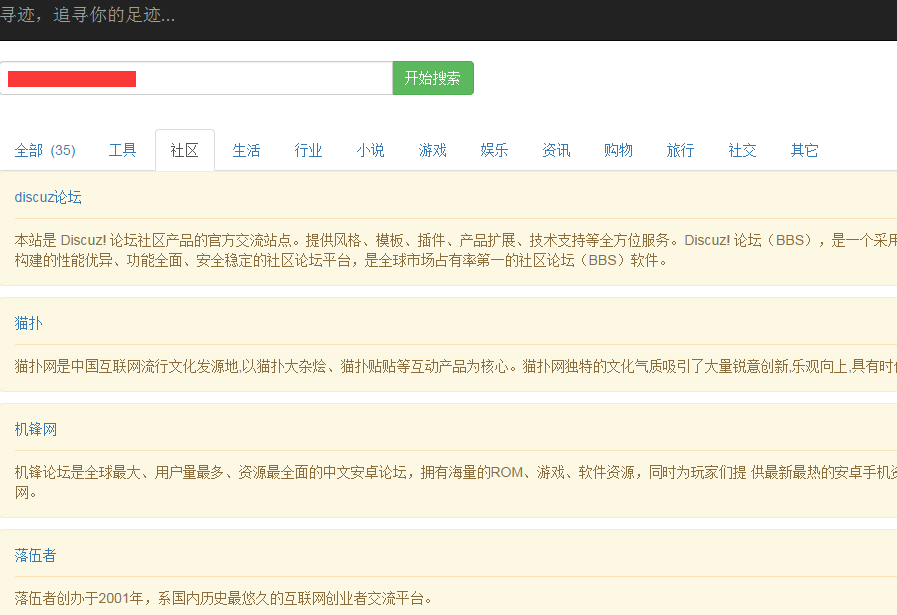 寻迹，追寻你的足迹...
开始搜索
全部 (35) 工具 社区 生活 行业 小说 游戏 娱乐 资讯 购物 旅行 社交 其它
discuz论坛
本站是 Discuz! 论坛社区产品的官方交流站点。提供风格、模板、插件、产品扩展、技术支持等全方位服务。Discuz! 论坛（BBS），是一个采用
构建的性能优异、功能全面、安全稳定的社区论坛平台，是全球市场占有率第一的社区论坛（BBS）软件。
猫扑
猫扑网是中国互联网流行文化发源地,以猫扑大杂烩、猫扑贴贴等互动产品为核心。猫扑网独特的文化气质吸引了大量锐意创新,乐观向上,具有时
机锋网
机锋论坛是全球最大、用户量最多、资源最全面的中文安卓论坛，拥有海量的ROM、游戏、软件资源，同时为玩家们提 供最新最热的安卓手机
网。
落伍者
落伍者创办于2001年，系国内历史最悠久的互联网创业者交流平台。